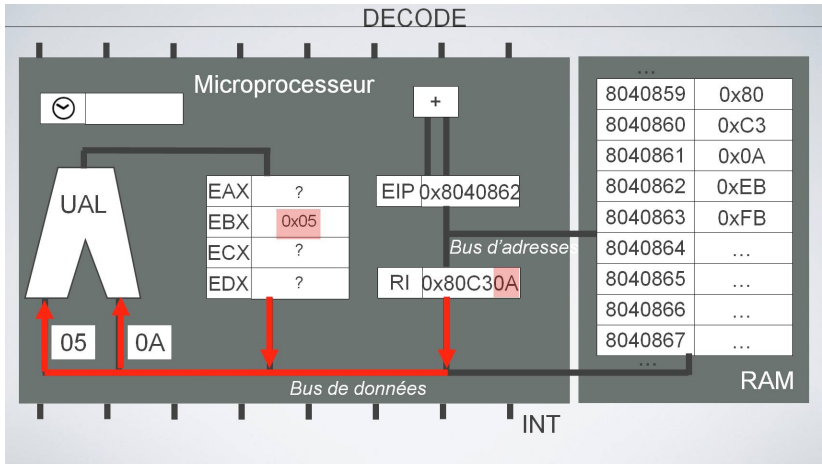 DECODE
Microprocesseur
+
UAL
EAX ?
EBX 0x05
ECX ?
EDX ?
EIP 0x8040862
Bus d'adresses
RI 0x80C30A
05 0A
Bus de données
INT
...
8040859 0x80
8040860 0xC3
8040861 0x0A
8040862 0xEB
8040863 0xFB
8040864 ...
8040865 ...
8040866 ...
8040867 ...
...
RAM